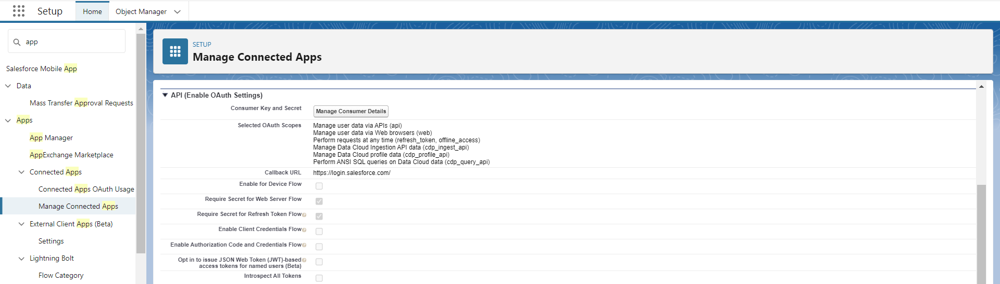 Setup
Home
Object Manager
app
Salesforce Mobile App
Data
Mass Transfer Approval Requests
Apps
App Manager
AppExchange Marketplace
Connected Apps
Connected Apps OAuth Usage
Manage Connected Apps
External Client Apps (Beta)
Settings
Lightning Bolt
Flow Category
SETUP
Manage Connected Apps
API (Enable OAuth Settings)
Consumer Key and Secret
Manage Consumer Details
Selected OAuth Scopes
Manage user data via APIs (api)
Manage user data via Web browsers (web)
Perform requests at any time (refresh_token, offline_access)
Manage Data Cloud Ingestion API data (cdp_ingest_api)
Manage Data Cloud profile data (cdp_profile_api)
Perform ANSI SQL queries on Data Cloud data (cdp_query_api)
Callback URL
https://login.salesforce.com/
Enable for Device Flow
Require Secret for Web Server Flow
Require Secret for Refresh Token Flow
Enable Client Credentials Flow
Enable Authorization Code and Credentials Flow
Opt in to issue JSON Web Token (JWT)-based
access tokens for named users (Beta)
Introspect All Tokens